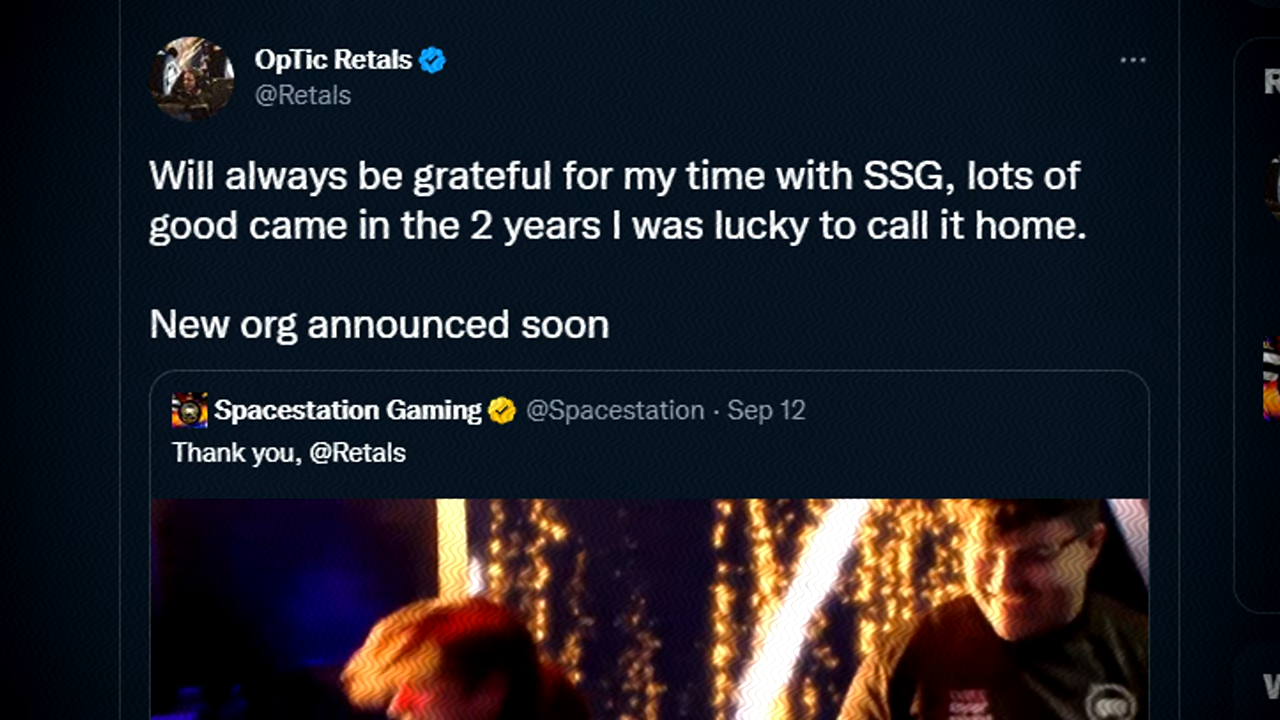 OpTic Retals
@Retals
Will always be grateful for my time with SSG, lots of
good came in the 2 years I was lucky to call it home.
New org announced soon
Spacestation Gaming @Spacestation · Sep 12
Thank you, @Retals